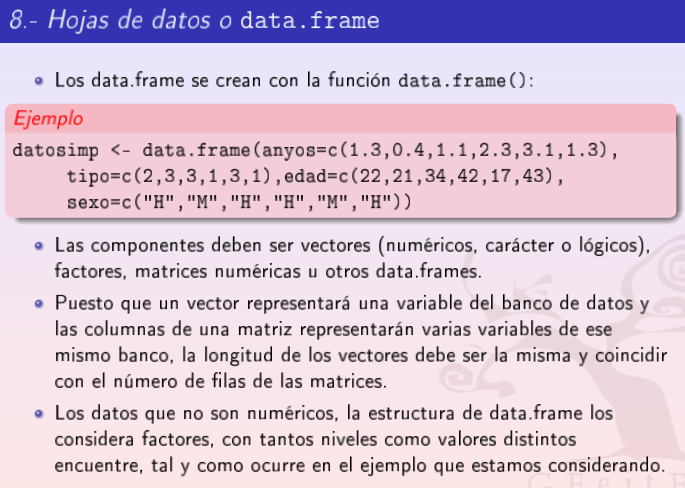 8.- Hojas de datos o data.frame
Los data.frame se crean con la función data.frame():
Ejemplo
datosimp <- data.frame(anyos=c(1.3,0.4,1.1,2.3,3.1,1.3),
tipo=c(2,3,3,1,3,1),edad=c(22,21,34,42,17,43),
sexo=c("H","M","H","H","M","H"))
Las componentes deben ser vectores (numéricos, carácter o lógicos),
factores, matrices numéricas u otros data.frames.
Puesto que un vector representará una variable del banco de datos y
las columnas de una matriz representarán varias variables de ese
mismo banco, la longitud de los vectores debe ser la misma y coincidir
con el número de filas de las matrices.
Los datos que no son numéricos, la estructura de data.frame los
considera factores, con tantos niveles como valores distintos
encuentre, tal y como ocurre en el ejemplo que estamos considerando.